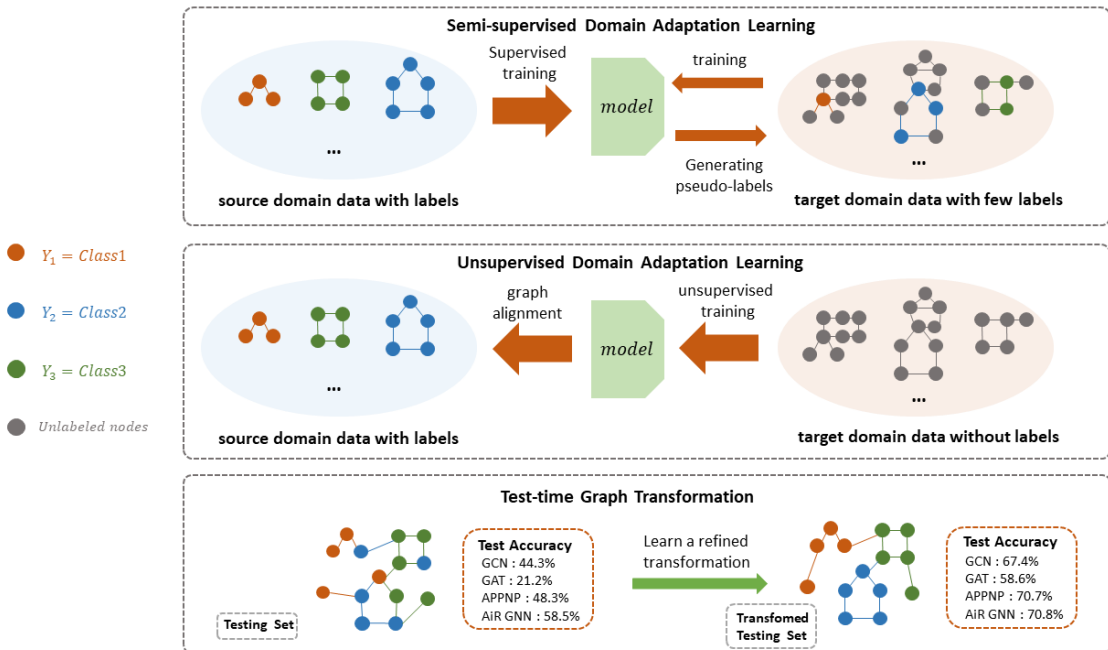 Semi-supervised Domain Adaptation Learning
Supervised
training
training
model
...
...
Generating
pseudo-labels
source domain data with labels
target domain data with few labels
Y₁ = Class1
Y₂ = Class2
Y₃ = Class3
Unlabeled nodes
Unsupervised Domain Adaptation Learning
graph
alignment
unsupervised
training
model
...
...
source domain data with labels
target domain data without labels
Test-time Graph Transformation
Testing Set
Test Accuracy
GCN : 44.3%
GAT : 21.2%
APPNP : 48.3%
AiR GNN : 58.5%
Learn a refined
transformation
Transfomed
Testing Set
Test Accuracy
GCN : 67.4%
GAT : 58.6%
APPNP : 70.7%
AiR GNN : 70.8%